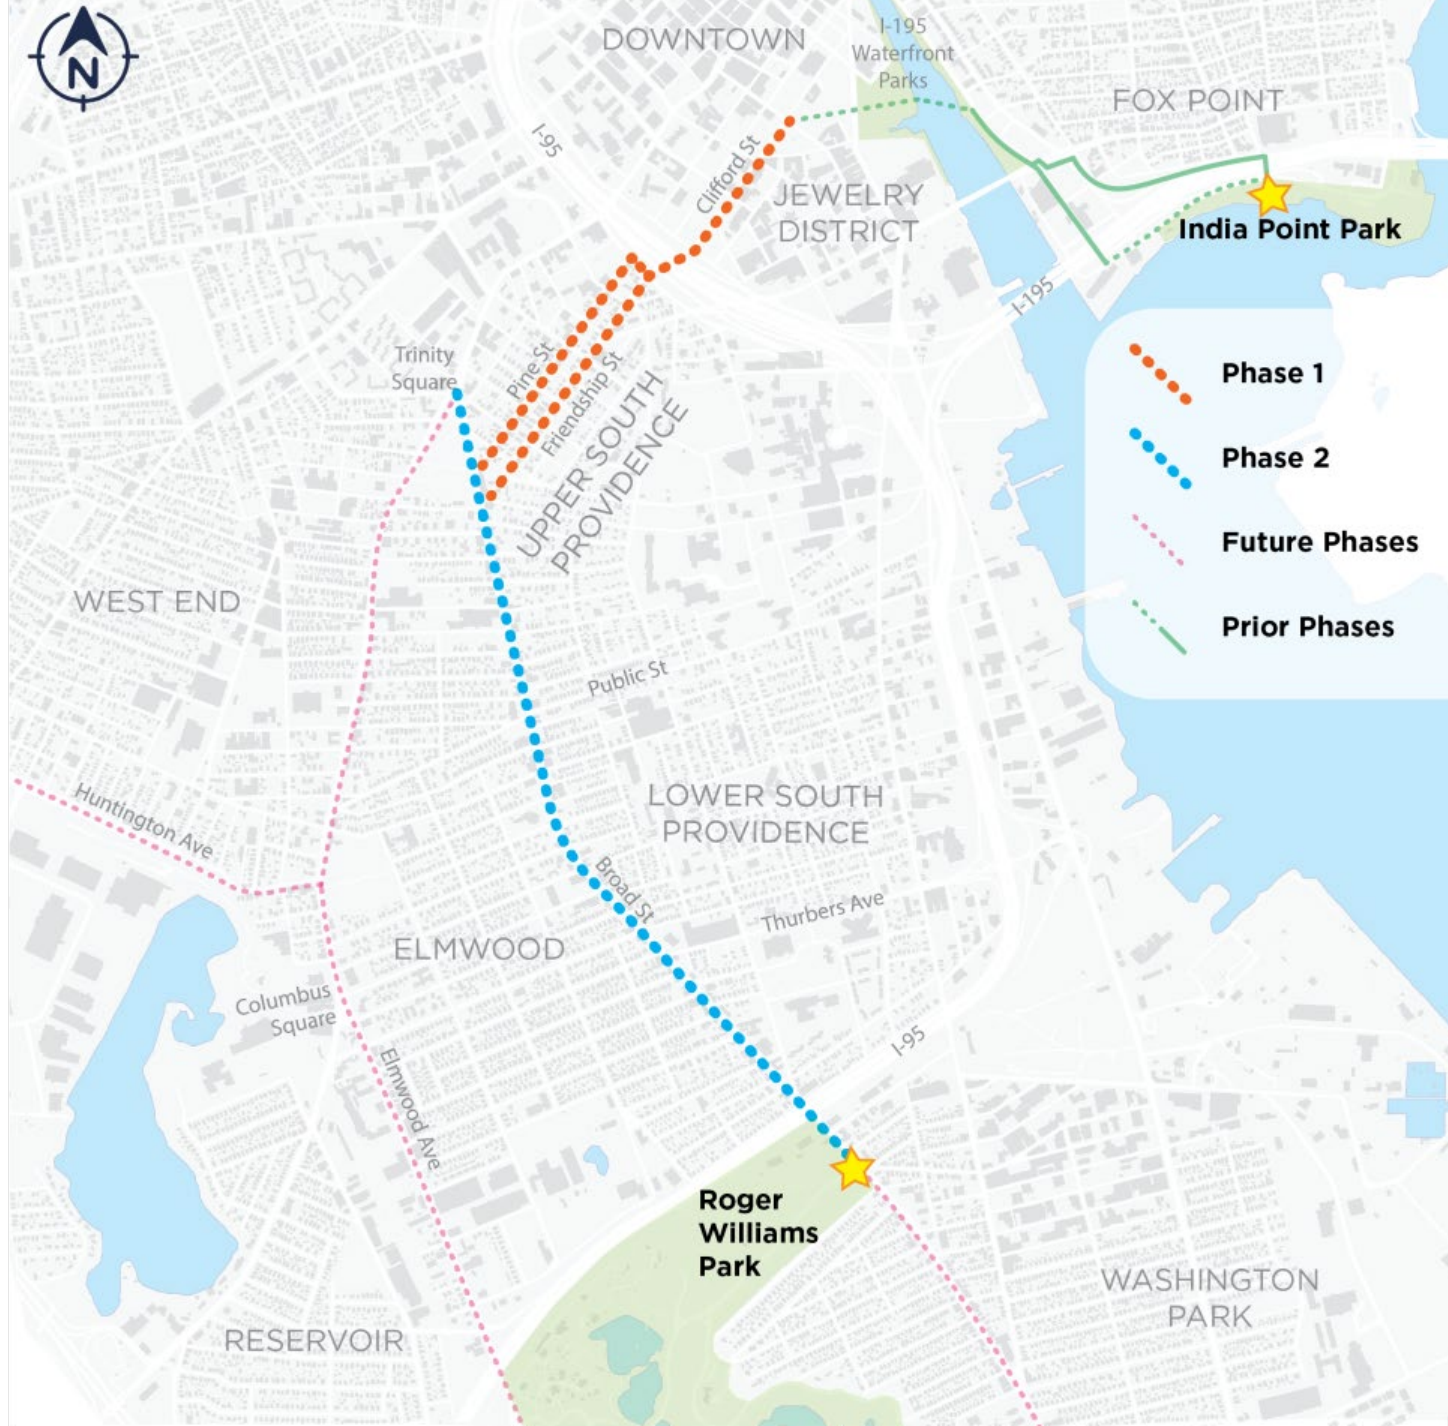 N
DOWNTOWN
I-195
Waterfront
Parks
FOX POINT
I-95
Clifford St
JEWELRY
DISTRICT
India Point Park
I-195
Trinity
Square
Pine St
Friendship St
UPPER SOUTH
PROVIDENCE
Phase 1
Phase 2
Future Phases
Prior Phases
WEST END
Public St
Huntington Ave
LOWER SOUTH
PROVIDENCE
Broad St
Thurbers Ave
ELMWOOD
Columbus
Square
Elmwood Ave
I-95
Roger
Williams
Park
WASHINGTON
PARK
RESERVOIR